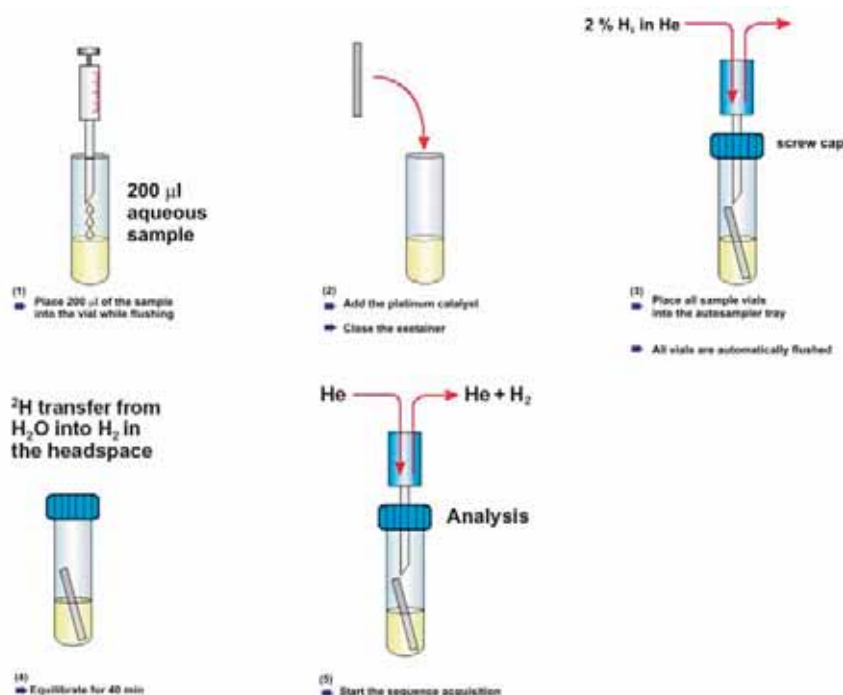 200 µl
aqueous
sample
(1)
Place 200 µl of the sample
into the vial while flushing
(2)
Add the platinum catalyst
Close the exetainer
2 % H₂ in He
screw cap
(3)
Place all sample vials
into the autosampler tray
All vials are automatically flushed
²H transfer from
H₂O into H₂ in
the headspace
(4)
Equilibrate for 40 min
He
He + H₂
Analysis
(5)
Start the sequence acquisition